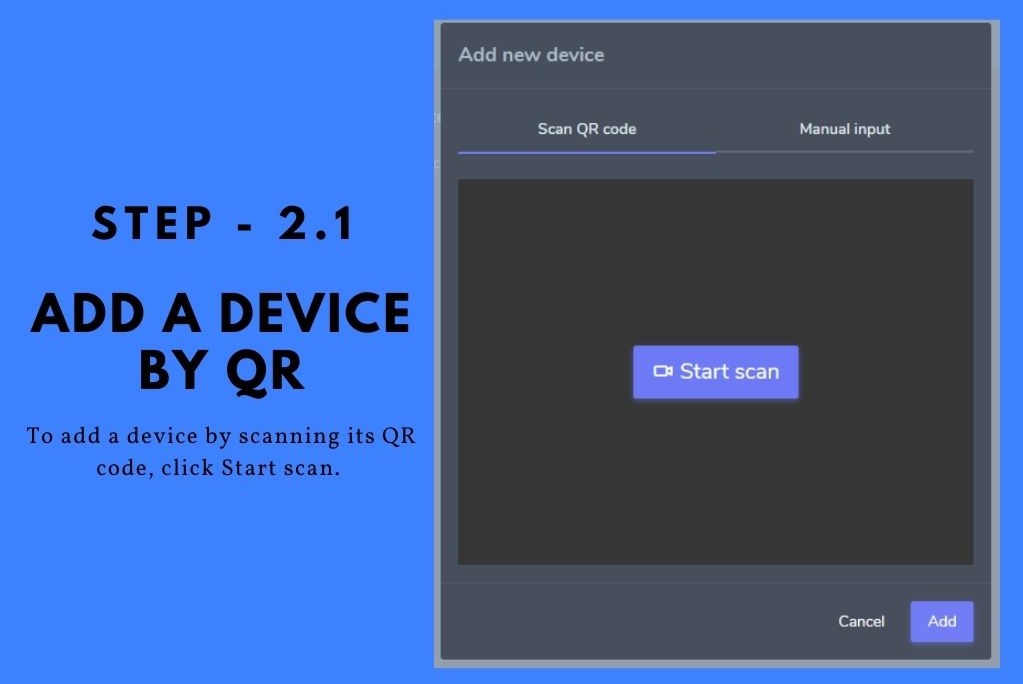 STEP - 2.1
ADD A DEVICE
BY QR
To add a device by scanning its QR
code, click Start scan.
Add new device
Scan QR code
Manual input
Start scan
Cancel
Add